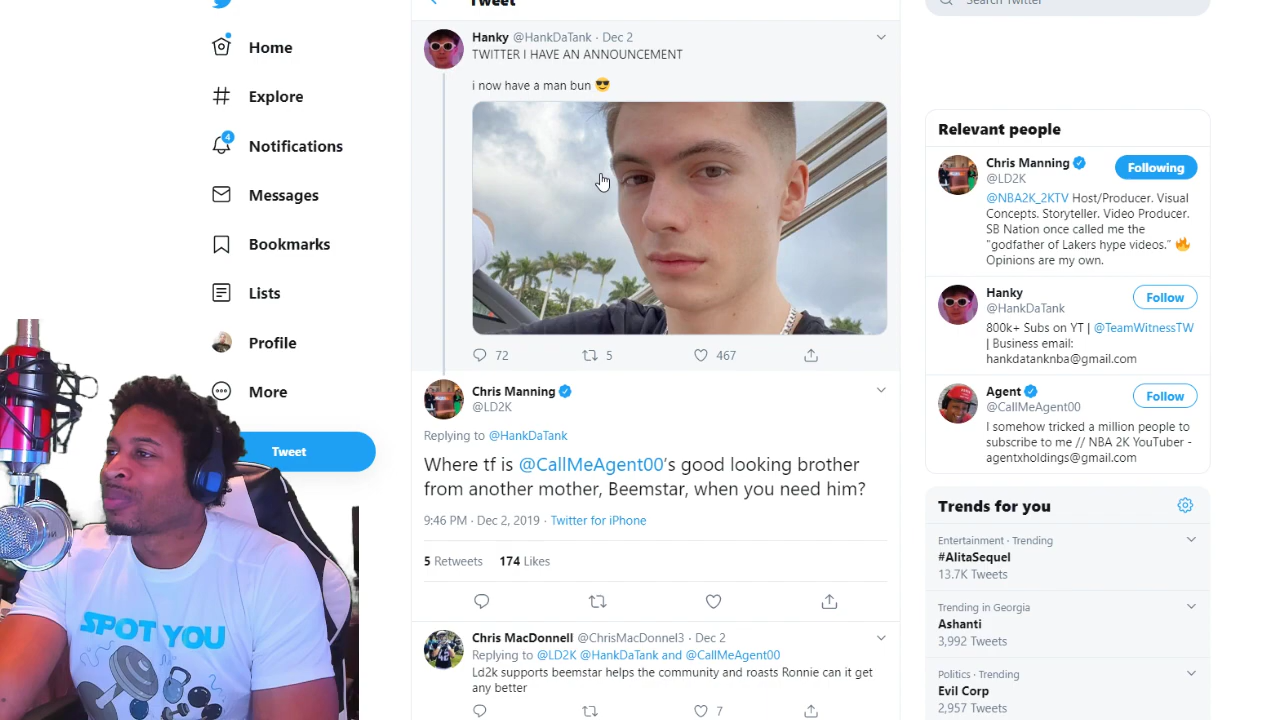 Tweet
Search Twitter
Home
Explore
4
Notifications
Messages
Bookmarks
Lists
Profile
More
Tweet
Hanky @HankDaTank · Dec 2
TWITTER I HAVE AN ANNOUNCEMENT
i now have a man bun 😎
72 5 467
Chris Manning
@LD2K
Replying to @HankDaTank
Where tf is @CallMeAgent00's good looking brother
from another mother, Beemstar, when you need him?
9:46 PM · Dec 2, 2019 · Twitter for iPhone
5 Retweets 174 Likes
Chris MacDonnell @ChrisMacDonnel3 · Dec 2
Replying to @LD2K @HankDaTank and @CallMeAgent00
Ld2k supports beemstar helps the community and roasts Ronnie can it get
any better
7
Relevant people
Chris Manning
@LD2K
Following
@NBA2K_2KTV Host/Producer. Visual
Concepts. Storyteller. Video Producer.
SB Nation once called me the
"godfather of Lakers hype videos." 🔥
Opinions are my own.
Hanky
@HankDaTank
Follow
800k+ Subs on YT | @TeamWitnessTW
| Business email:
hankdatanknba@gmail.com
Agent
@CallMeAgent00
Follow
I somehow tricked a million people to
subscribe to me // NBA 2K YouTuber -
agentxholdings@gmail.com
Trends for you
Entertainment · Trending
#AlitaSequel
13.7K Tweets
Trending in Georgia
Ashanti
3,992 Tweets
Politics · Trending
Evil Corp
2,957 Tweets
SPOT YOU